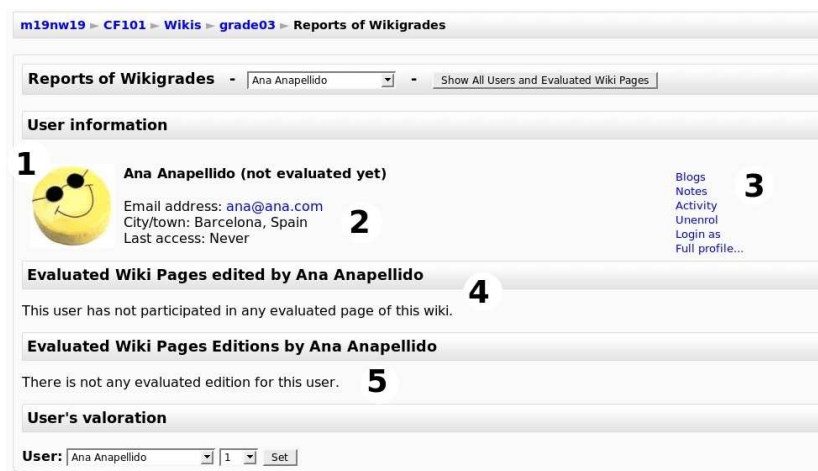 m19nw19 ► CF101 ► Wikis ► grade03 ► Reports of Wikigrades
Reports of Wikigrades - Ana Anapellido - Show All Users and Evaluated Wiki Pages
User information
1
Ana Anapellido (not evaluated yet)
Email address: ana@ana.com
City/town: Barcelona, Spain
Last access: Never
2
Blogs
Notes
Activity
Unenrol
Login as
Full profile...
3
Evaluated Wiki Pages edited by Ana Anapellido
4
This user has not participated in any evaluated page of this wiki.
Evaluated Wiki Pages Editions by Ana Anapellido
There is not any evaluated edition for this user.
5
User's valoration
User: Ana Anapellido 1 Set